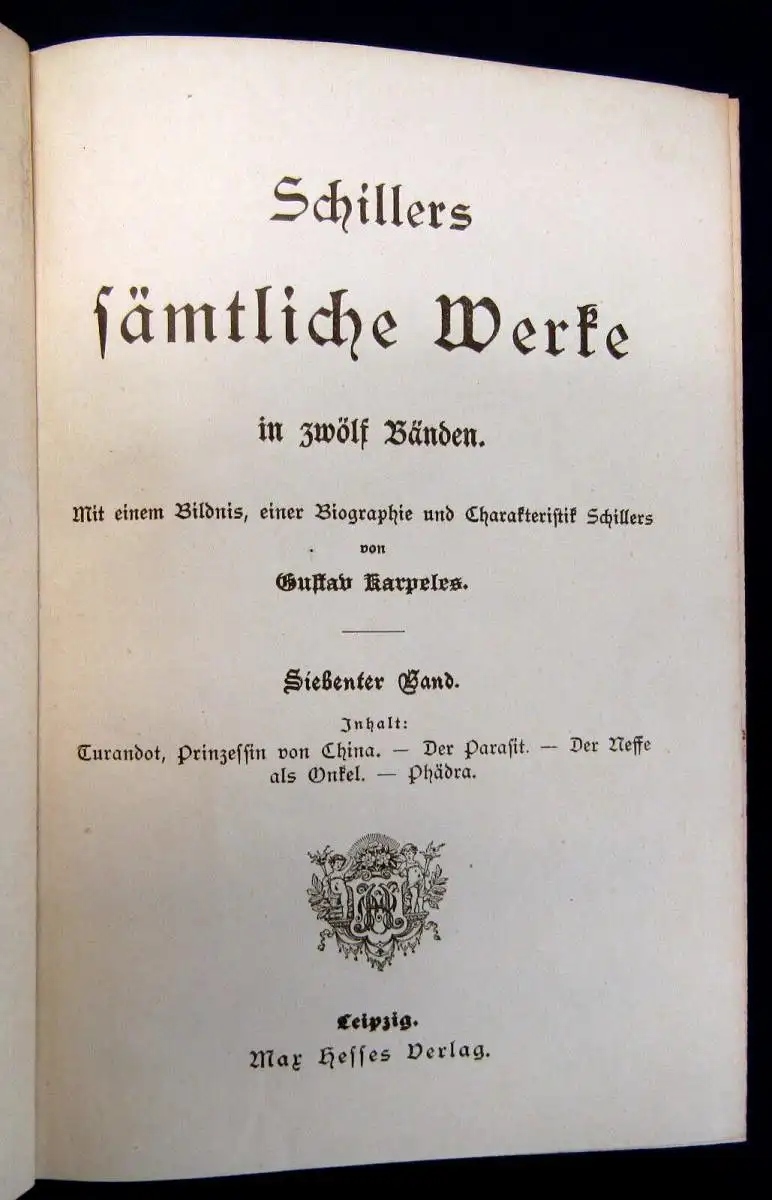 Schillers
ſämtliche Werke
in zwölf Bänden.
Mit einem Bildnis, einer Biographie und Charakteriſtik Schillers
von
Guſtav Karpeles.
Siebenter Band.
Inhalt:
Turandot, Prinzeſſin von China. — Der Paraſit. — Der Neffe
als Onkel. — Phädra.
Leipzig.
Max Heſſes Verlag.